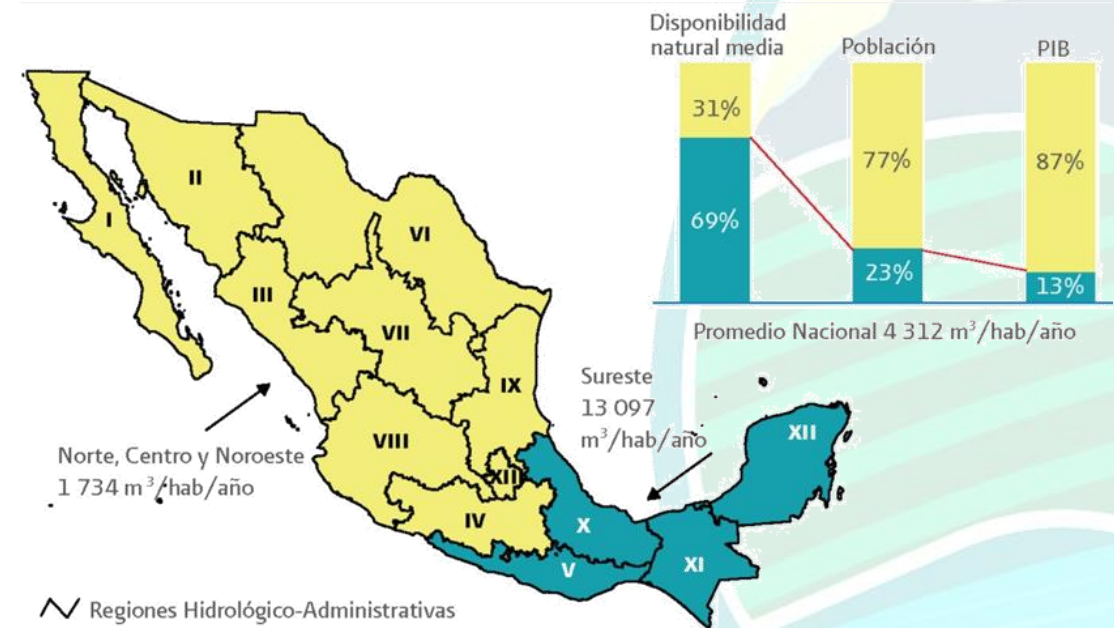 Disponibilidad
natural media
Población
PIB
31%
77%
87%
69%
23%
13%
Promedio Nacional 4 312 m³/hab/año
I
II
III
VI
VII
IX
VIII
XIII
IV
X
V
XI
XII
Sureste
13 097
m³/hab/año
Norte, Centro y Noroeste
1 734 m³/hab/año
Regiones Hidrológico-Administrativas